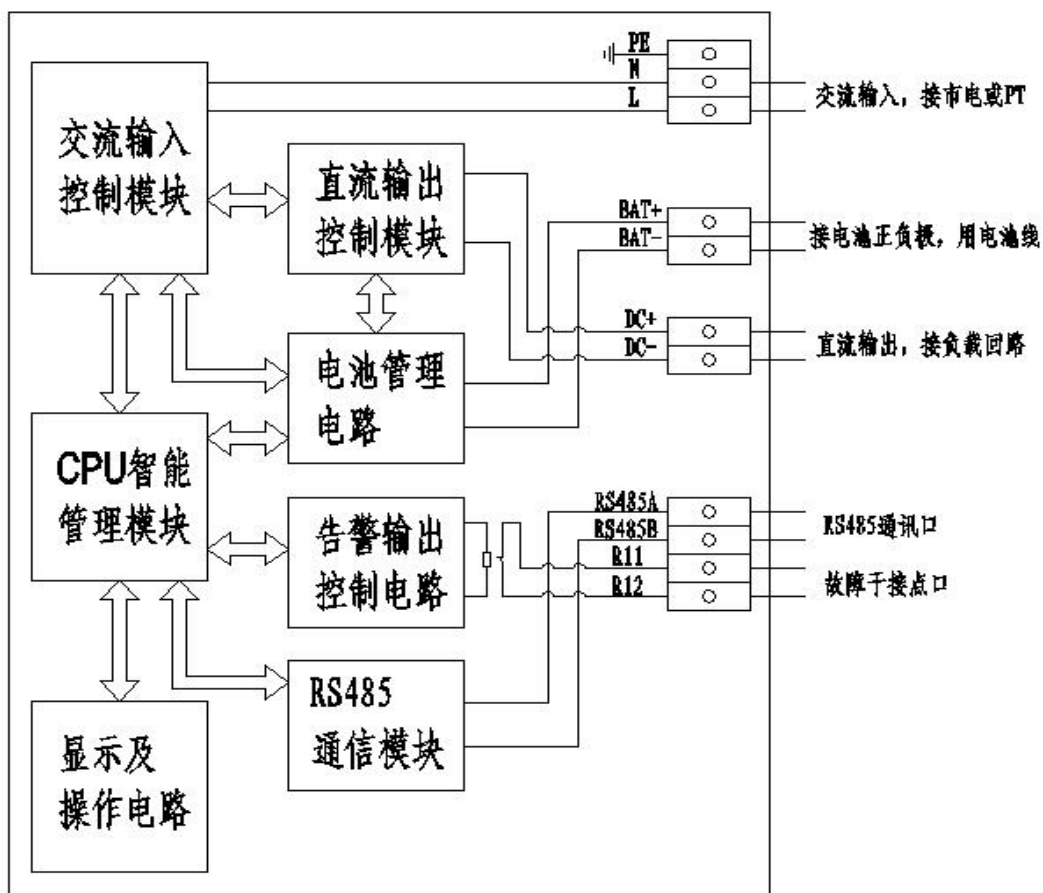 PE
N
L
交流输入，接市电或PT
交流输入
控制模块
直流输出
控制模块
BAT+
BAT-
接电池正负极，用电池线
DC+
DC-
直流输出，接负载回路
电池管理
电路
CPU智能
管理模块
告警输出
控制电路
RS485A
RS485B
R11
R12
RS485通讯口
故障干接点口
RS485
通信模块
显示及
操作电路